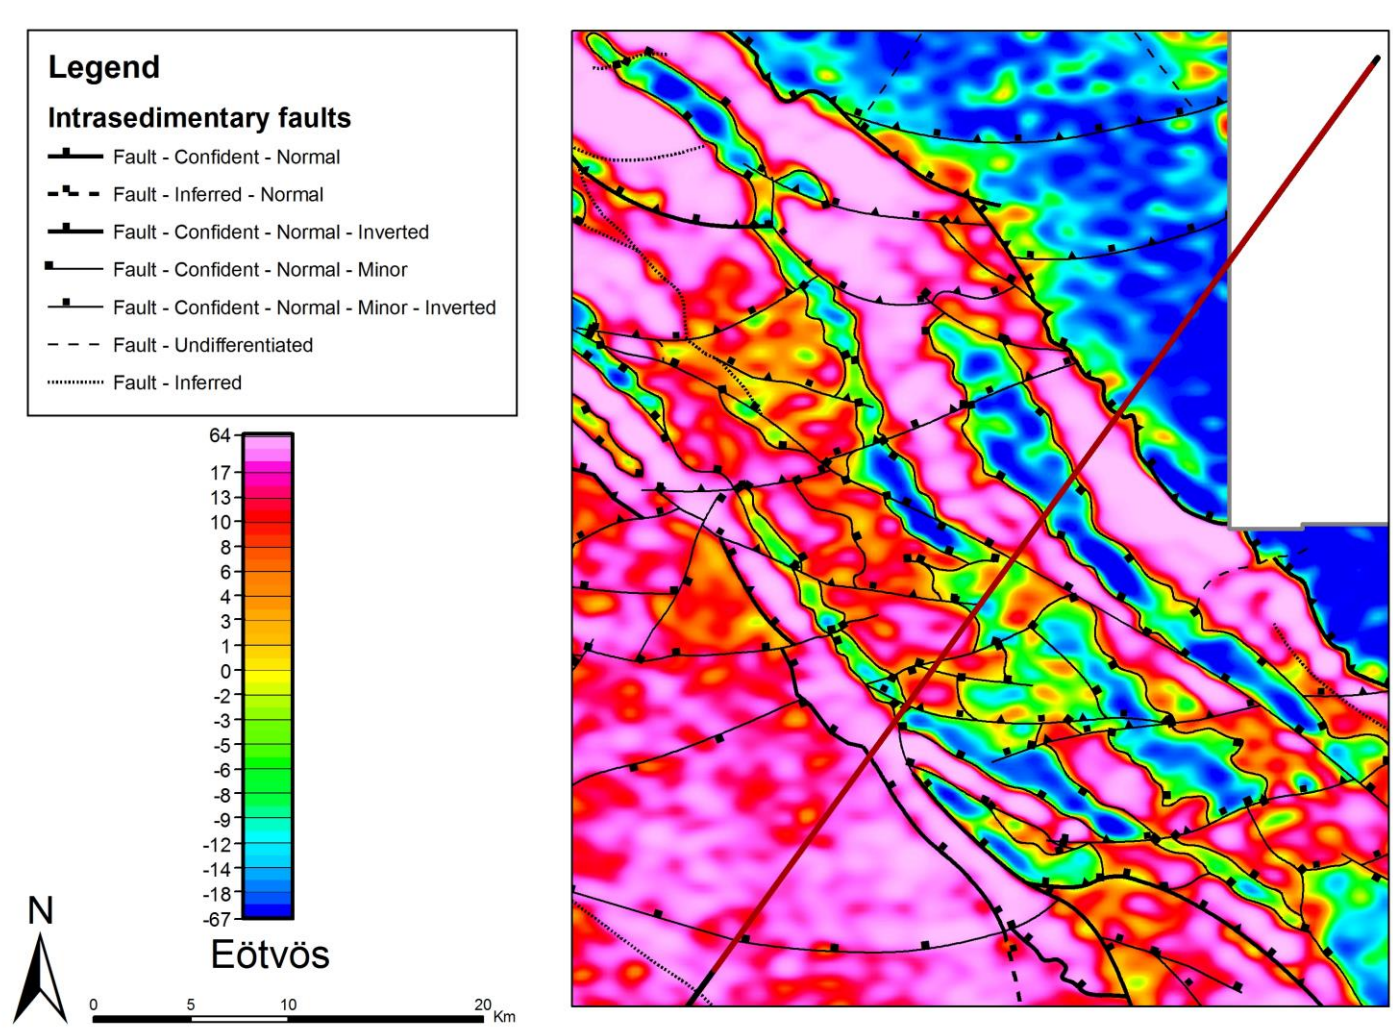 Legend
Intrasedimentary faults
Fault - Confident - Normal
Fault - Inferred - Normal
Fault - Confident - Normal - Inverted
Fault - Confident - Normal - Minor
Fault - Confident - Normal - Minor - Inverted
Fault - Undifferentiated
Fault - Inferred
64
17
13
10
8
6
4
3
1
0
-2
-3
-5
-6
-8
-9
-12
-14
-18
-67
Eötvös
N
0 5 10 20
Km